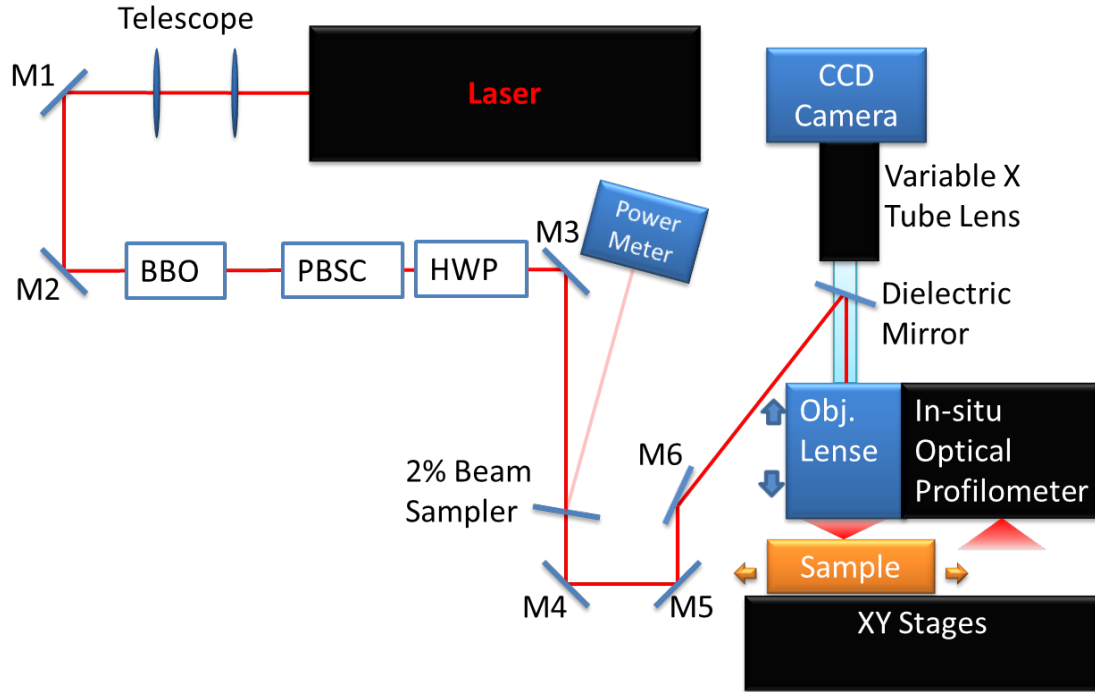 Telescope
M1
Laser
CCD
Camera
Variable X
Tube Lens
Power
Meter
M3
M2
BBO
PBSC
HWP
Dielectric
Mirror
Obj.
Lense
In-situ
Optical
Profilometer
M6
2% Beam
Sampler
M4
M5
Sample
XY Stages